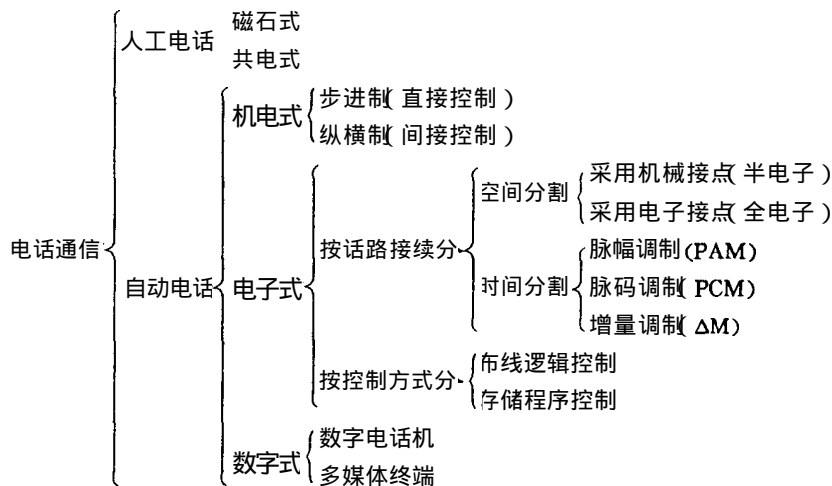 磁石式
人工电话
共电式
步进制(直接控制)
机电式
纵横制(间接控制)
采用机械接点(半电子)
空间分割
采用电子接点(全电子)
电话通信
自动电话
电子式
按话路接续分
脉幅调制(PAM)
时间分割
脉码调制(PCM)
增量调制(ΔM)
布线逻辑控制
按控制方式分
存储程序控制
数字电话机
数字式
多媒体终端